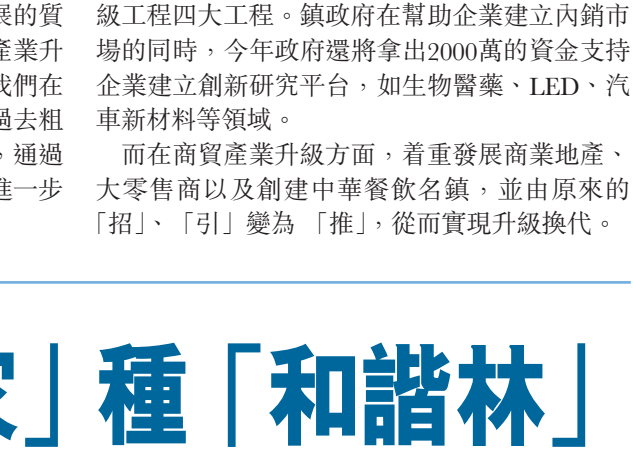 展的質
產業升
我們在
過去粗
，通過
進一步
級工程四大工程。鎮政府在幫助企業建立內銷市
場的同時，今年政府還將拿出2000萬的資金支持
企業建立創新研究平台，如生物醫藥、LED、汽
車新材料等領域。
而在商貿產業升級方面，着重發展商業地產、
大零售商以及創建中華餐飲名鎮，並由原來的
「招」、「引」變為 「推」，從而實現升級換代。
家」種「和諧林」